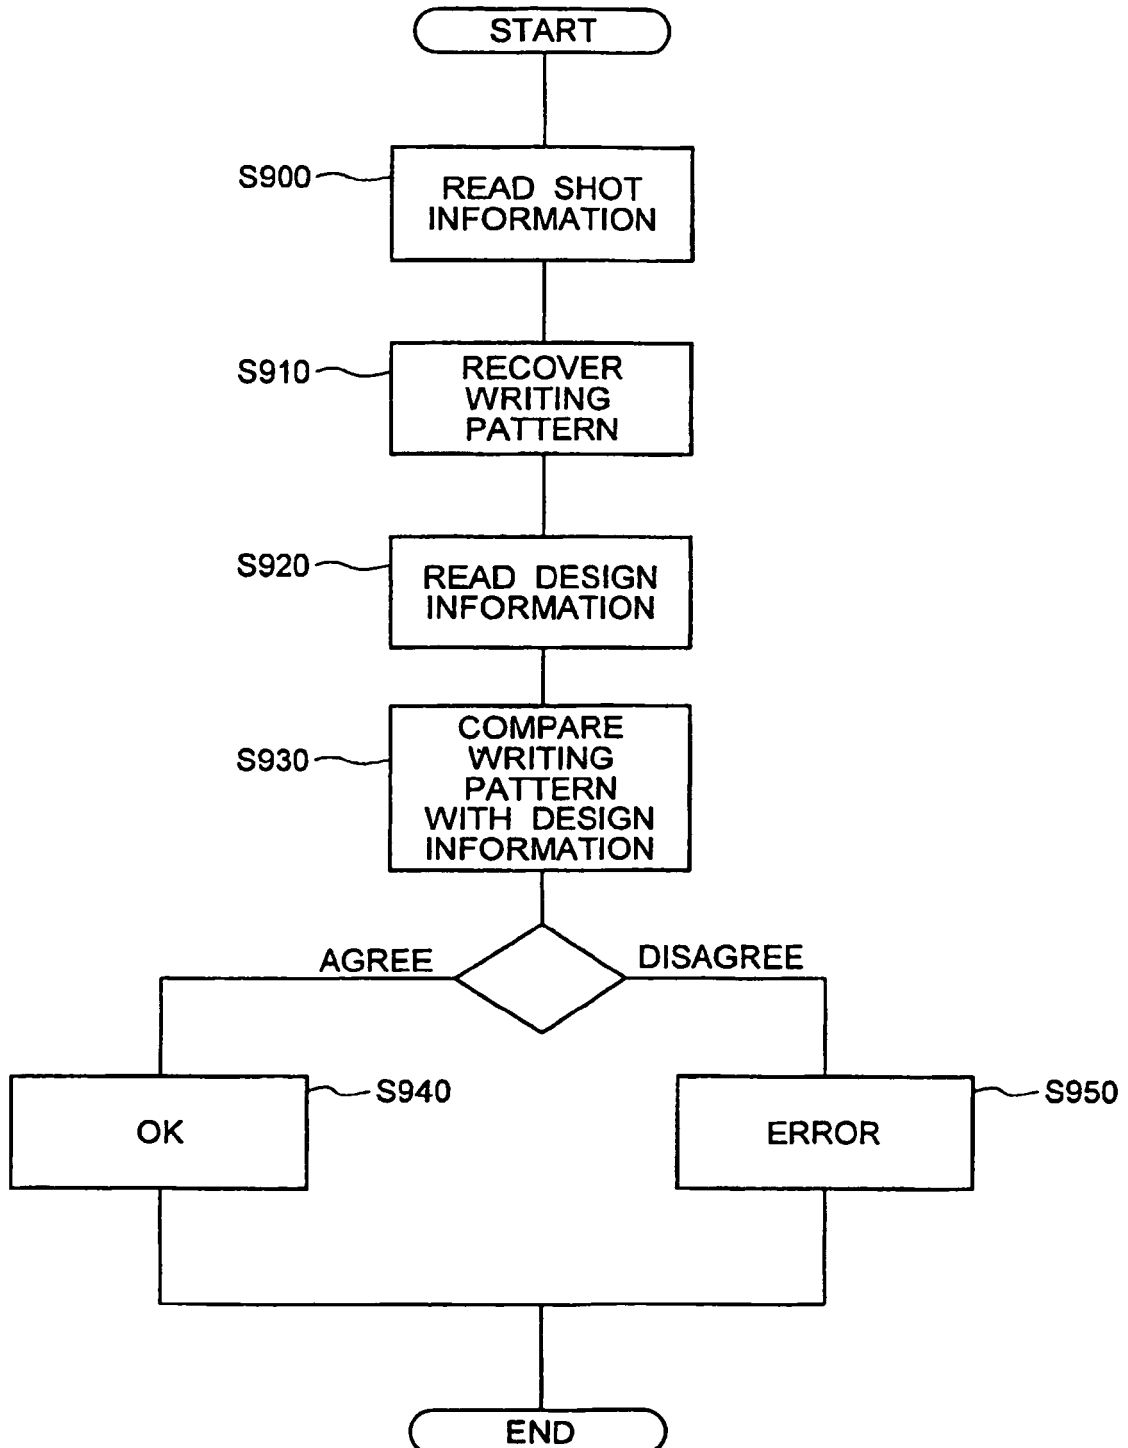 START
S900
READ SHOT
INFORMATION
S910
RECOVER
WRITING
PATTERN
S920
READ DESIGN
INFORMATION
S930
COMPARE
WRITING
PATTERN
WITH DESIGN
INFORMATION
AGREE
DISAGREE
S940
OK
S950
ERROR
END